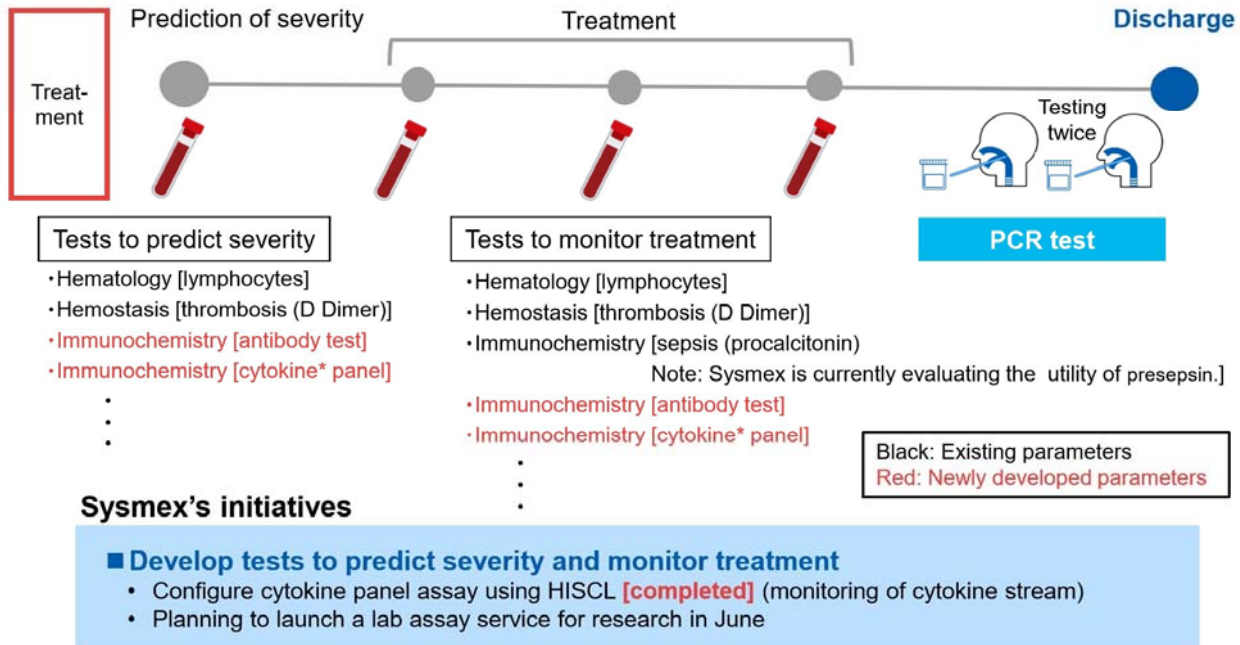 Prediction of severity
Treatment
Discharge
Treat-
ment
Testing
twice
Tests to predict severity
・Hematology [lymphocytes]
・Hemostasis [thrombosis (D Dimer)]
・Immunochemistry [antibody test]
・Immunochemistry [cytokine* panel]
・
・
・
Tests to monitor treatment
・Hematology [lymphocytes]
・Hemostasis [thrombosis (D Dimer)]
・Immunochemistry [sepsis (procalcitonin)
Note: Sysmex is currently evaluating the utility of presepsin.]
・Immunochemistry [antibody test]
・Immunochemistry [cytokine* panel]
・
・
・
PCR test
Black: Existing parameters
Red: Newly developed parameters
Sysmex's initiatives
■ Develop tests to predict severity and monitor treatment
• Configure cytokine panel assay using HISCL [completed] (monitoring of cytokine stream)
• Planning to launch a lab assay service for research in June